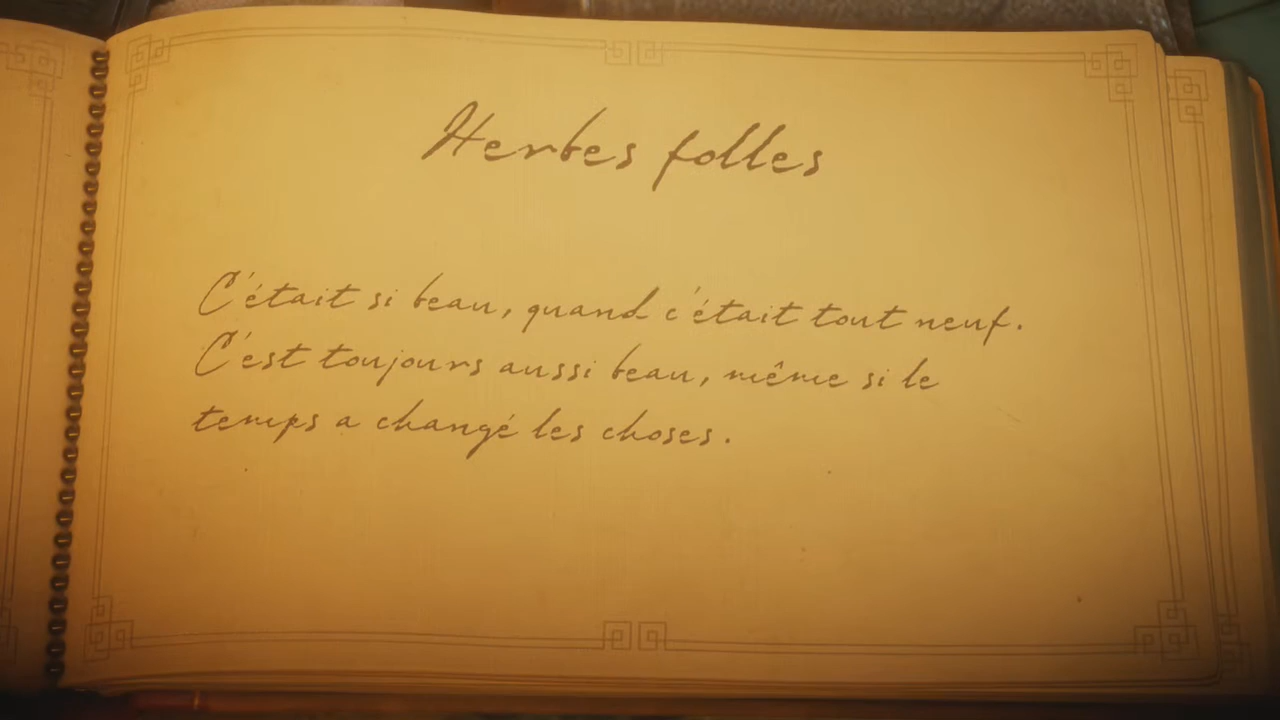 Herbes folles
C'était si beau, quand c'était tout neuf.
C'est toujours aussi beau, même si le
temps a changé les choses.